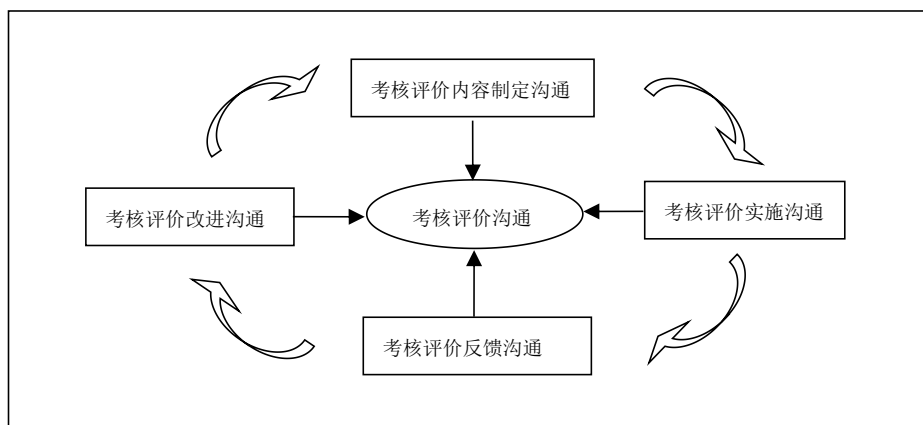 考核评价内容制定沟通
考核评价改进沟通
考核评价沟通
考核评价实施沟通
考核评价反馈沟通